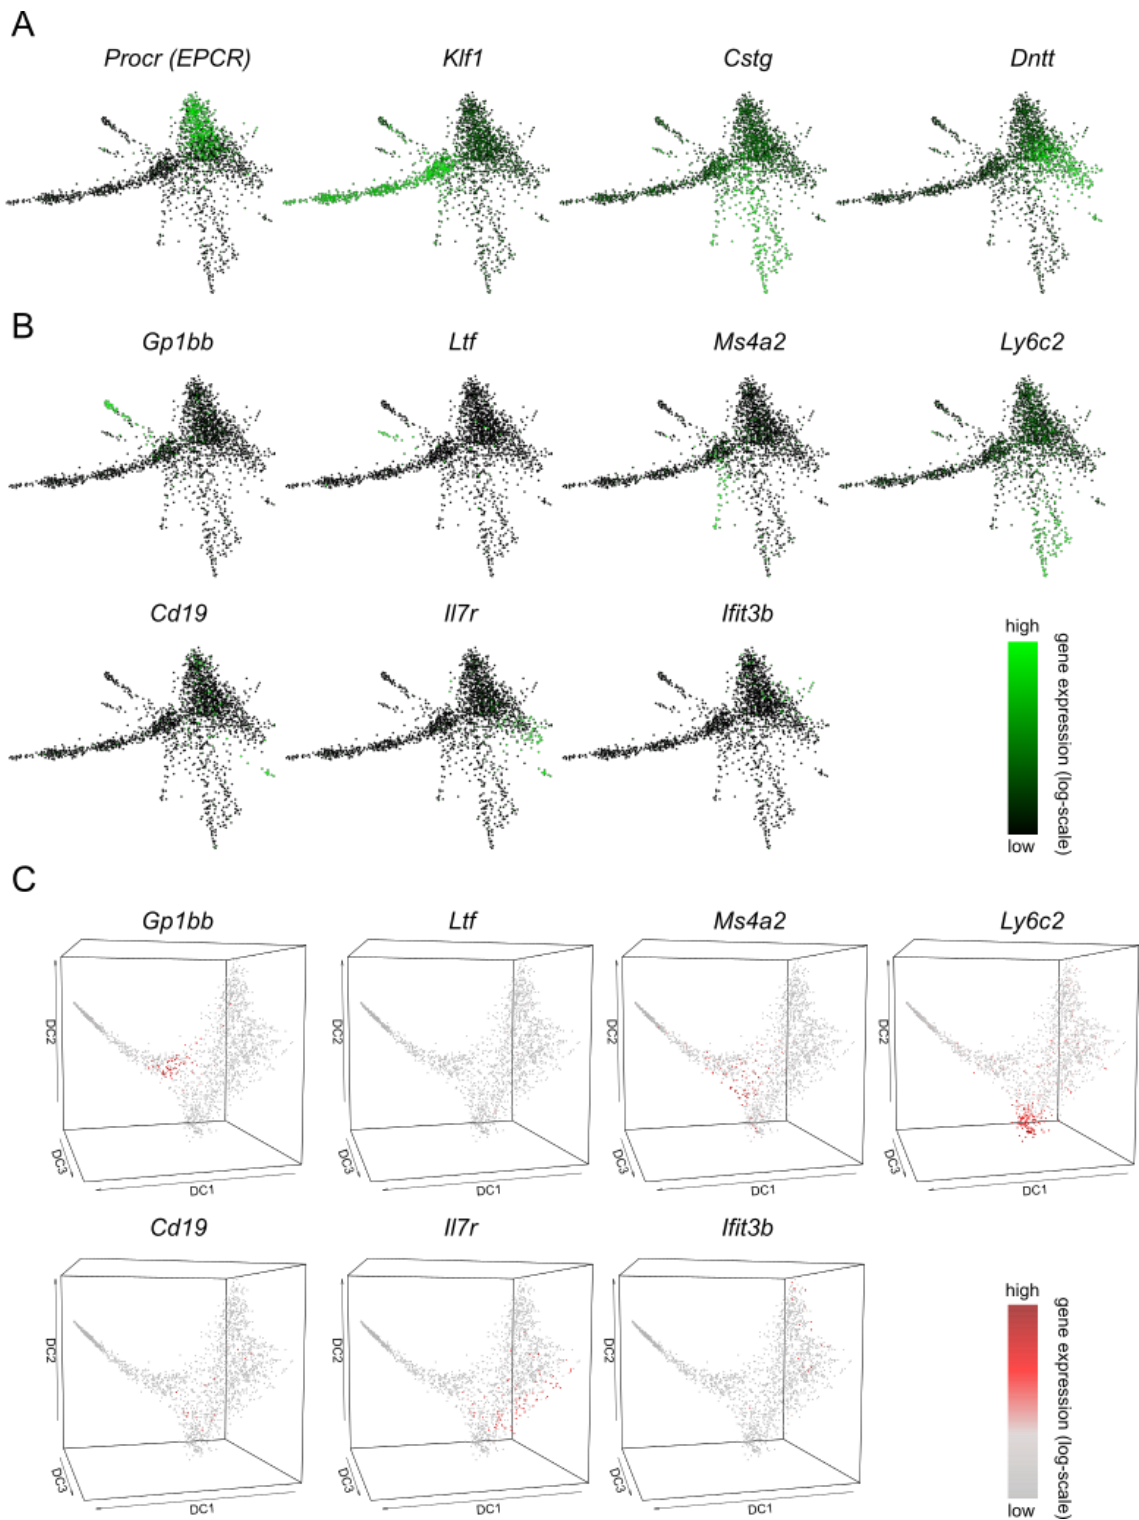 A
Procr (EPCR) Klf1 Cstg Dntt
B
Gp1bb Ltf Ms4a2 Ly6c2
Cd19 Il7r Ifit3b
high
gene expression (log-scale)
low
C
Gp1bb Ltf Ms4a2 Ly6c2
DC2 DC2 DC2 DC2
DC3 DC3 DC3 DC3
DC1 DC1 DC1 DC1
Cd19 Il7r Ifit3b
high
gene expression (log-scale)
DC2 DC2 DC2
DC3 DC3 DC3
low
DC1 DC1 DC1